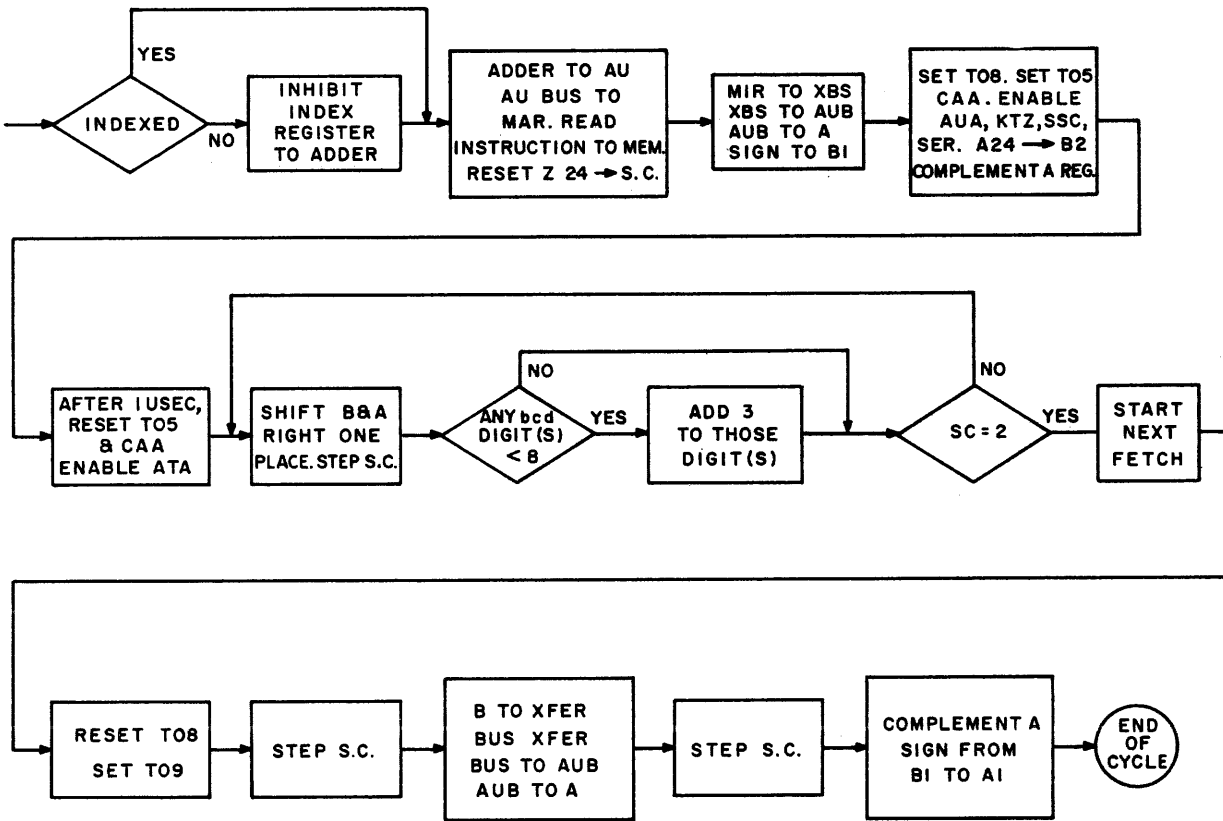 YES
INDEXED
NO
INHIBIT
INDEX
REGISTER
TO ADDER
ADDER TO AU
AU BUS TO
MAR. READ
INSTRUCTION TO MEM.
RESET Z 24 → S.C.
MIR TO XBS
XBS TO AUB
AUB TO A
SIGN TO B1
SET TO8. SET TO5
CAA. ENABLE
AUA, KTZ, SSC,
SER. A24 → B2
COMPLEMENT A REG.
AFTER 1 USEC,
RESET TO5
& CAA
ENABLE ATA
SHIFT B&A
RIGHT ONE
PLACE. STEP S.C.
NO
ANY bcd
DIGIT(S)
< 8
YES
ADD 3
TO THOSE
DIGIT(S)
NO
SC = 2
YES
START
NEXT
FETCH
RESET TO8
SET TO9
STEP S.C.
B TO XFER
BUS XFER
BUS TO AUB
AUB TO A
STEP S.C.
COMPLEMENT A
SIGN FROM
B1 TO A1
END
OF
CYCLE